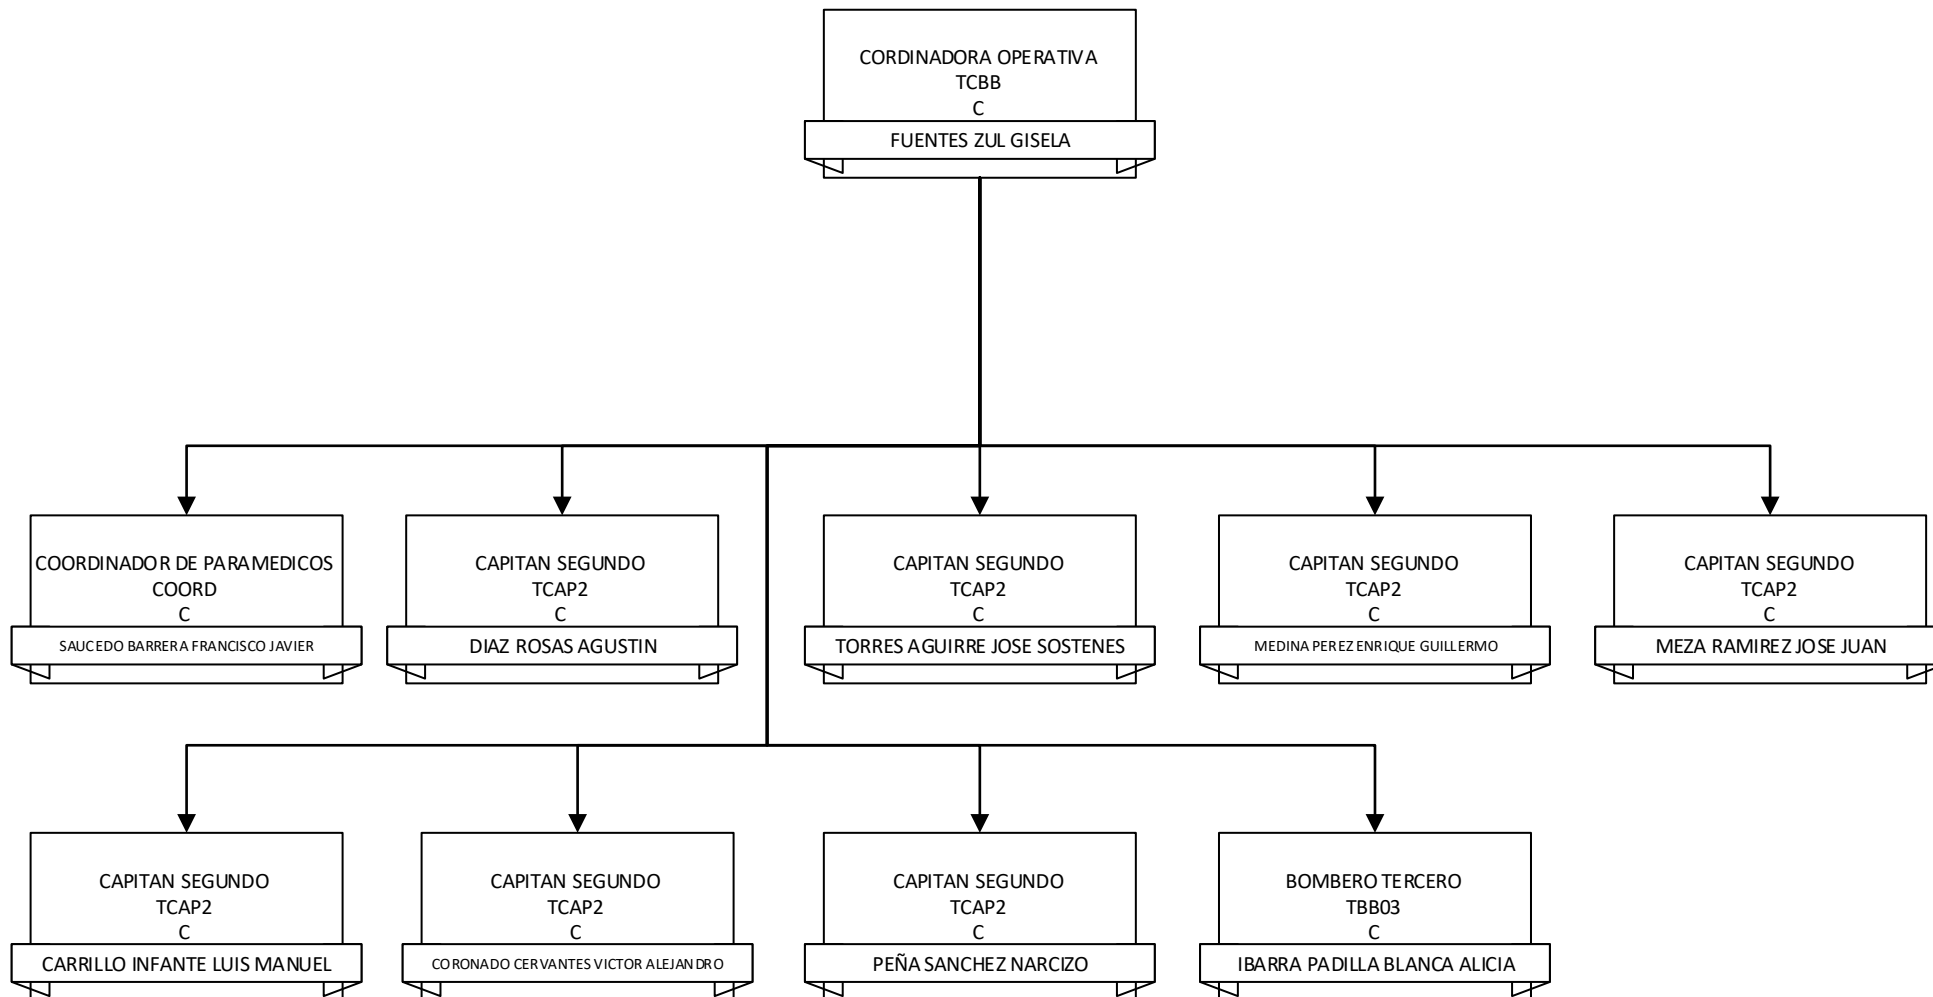 CORDINADORA OPERATIVA
TCBB
C
FUENTES ZUL GISELA
COORDINADOR DE PARAMEDICOS
COORD
C
SAUCEDO BARRERA FRANCISCO JAVIER
CAPITAN SEGUNDO
TCAP2
C
DIAZ ROSAS AGUSTIN
CAPITAN SEGUNDO
TCAP2
C
TORRES AGUIRRE JOSE SOSTENES
CAPITAN SEGUNDO
TCAP2
C
MEDINA PEREZ ENRIQUE GUILLERMO
CAPITAN SEGUNDO
TCAP2
C
MEZA RAMIREZ JOSE JUAN
CAPITAN SEGUNDO
TCAP2
C
CARRILLO INFANTE LUIS MANUEL
CAPITAN SEGUNDO
TCAP2
C
CORONADO CERVANTES VICTOR ALEJANDRO
CAPITAN SEGUNDO
TCAP2
C
PEÑA SANCHEZ NARCIZO
BOMBERO TERCERO
TBB03
C
IBARRA PADILLA BLANCA ALICIA